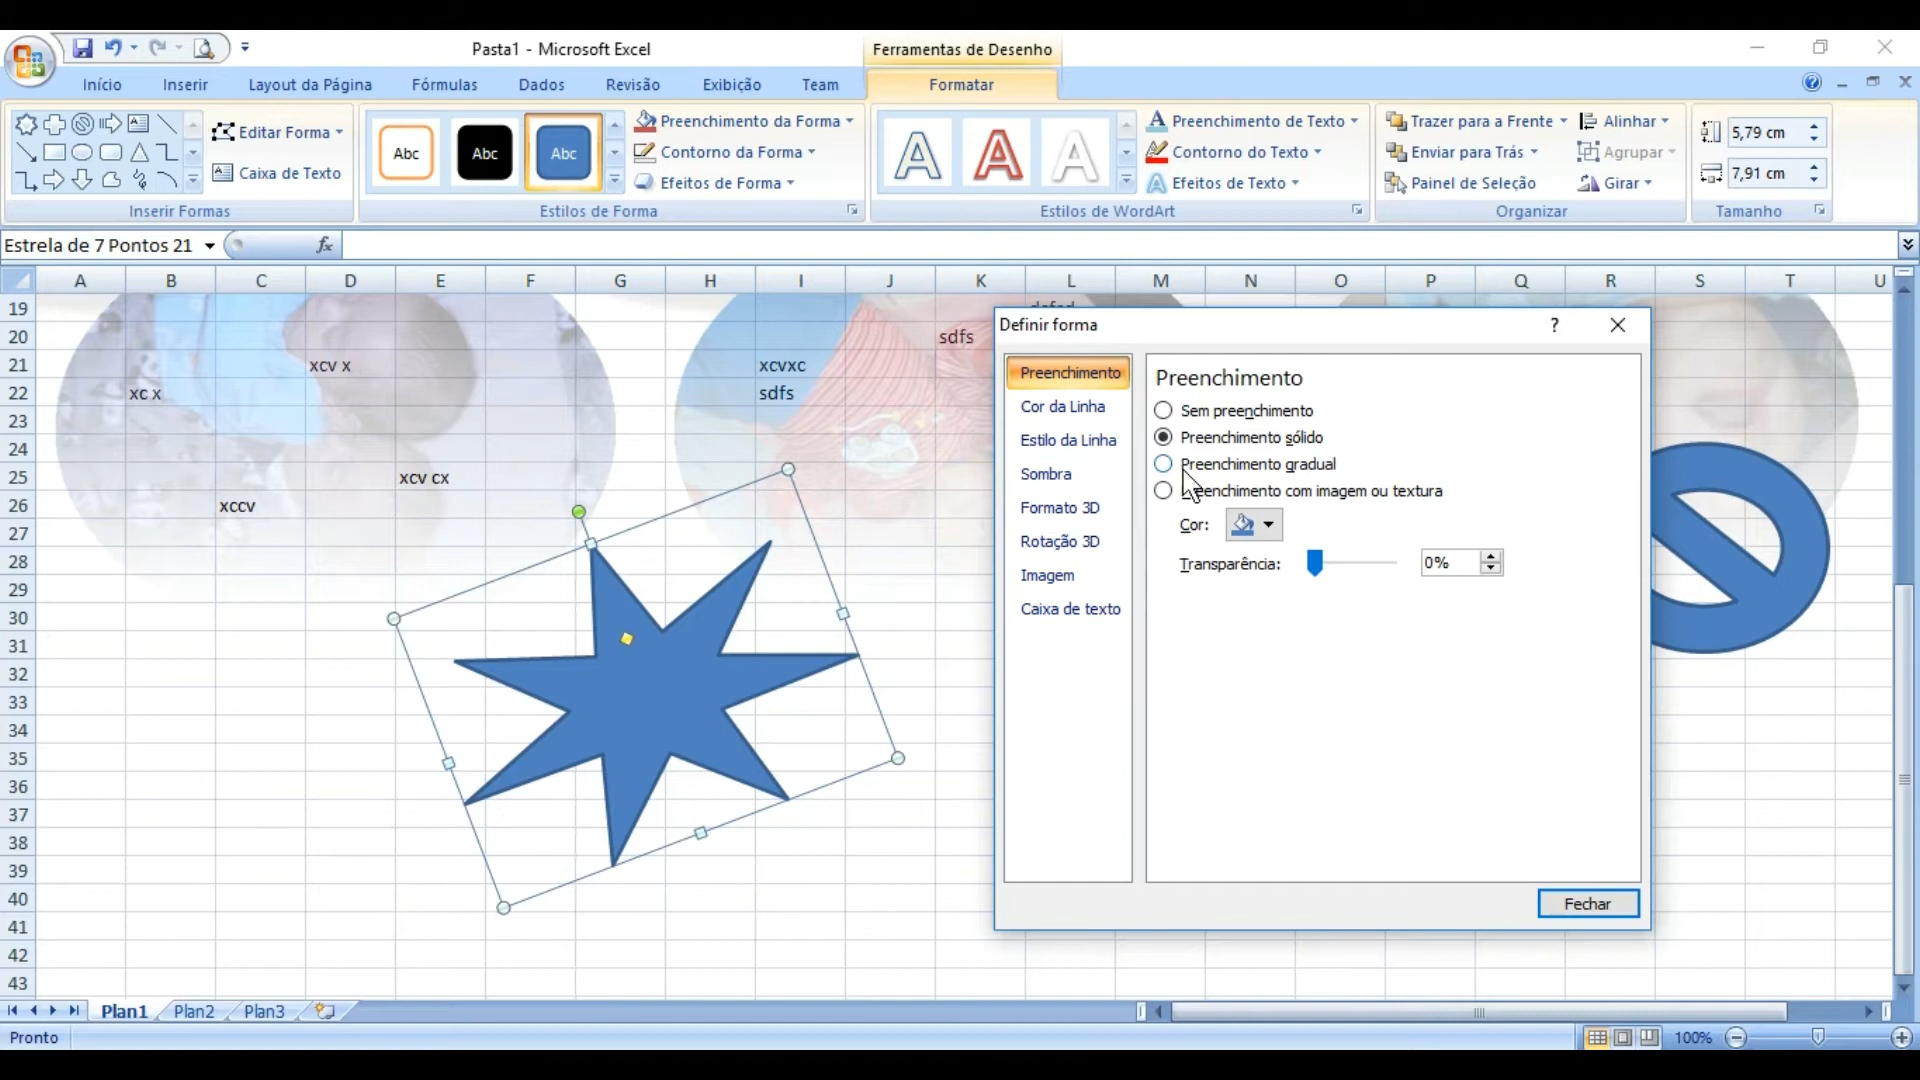 Pasta1 - Microsoft Excel
Ferramentas de Desenho
Início Inserir Layout da Página Fórmulas Dados Revisão Exibição Team Formatar
Editar Forma
Caixa de Texto
Inserir Formas
Abc Abc Abc
Preenchimento da Forma
Contorno da Forma
Efeitos de Forma
Estilos de Forma
A A A
Preenchimento de Texto
Contorno do Texto
Efeitos de Texto
Estilos de WordArt
Trazer para a Frente
Enviar para Trás
Painel de Seleção
Alinhar
Agrupar
Girar
Organizar
5,79 cm
7,91 cm
Tamanho
Estrela de 7 Pontos 21
fx
A B C D E F G H I J K L M N O P Q R S T U
19
20 sdfs
21 xcv x xcvxc
22 xc x sdfs
23
24
25 xcv cx
26 xccv
27
28
29
30
31
32
33
34
35
36
37
38
39
40
41
42
43
Definir forma ?
Preenchimento
Cor da Linha
Estilo da Linha
Sombra
Formato 3D
Rotação 3D
Imagem
Caixa de texto
Preenchimento
Sem preenchimento
Preenchimento sólido
Preenchimento gradual
Preenchimento com imagem ou textura
Cor:
Transparência: 0%
Fechar
Plan1 Plan2 Plan3
Pronto
100%